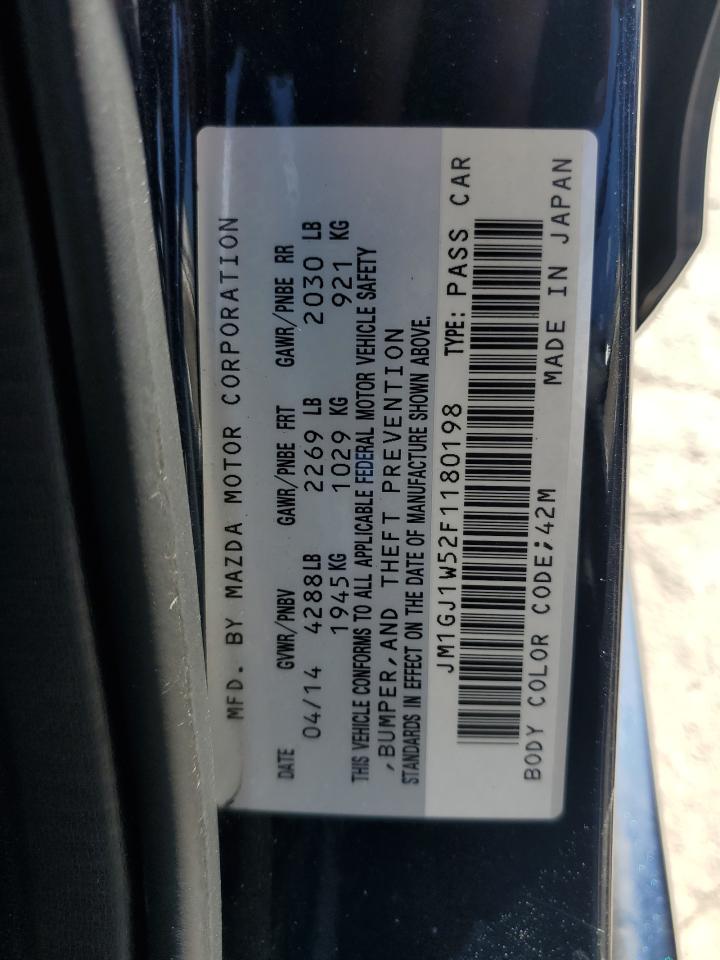 MFD. BY MAZDA MOTOR CORPORATION
DATE GVWR/PNBV GAWR/PNBE FRT GAWR/PNBE RR
04/14 4288LB 2269 LB 2030 LB
1945KG 1029 KG 921 KG
THIS VEHICLE CONFORMS TO ALL APPLICABLE FEDERAL MOTOR VEHICLE SAFETY
,BUMPER,AND THEFT PREVENTION
STANDARDS IN EFFECT ON THE DATE OF MANUFACTURE SHOWN ABOVE.
JM1GJ1W52F1180198 TYPE: PASS CAR
BODY COLOR CODE;42M MADE IN JAPAN